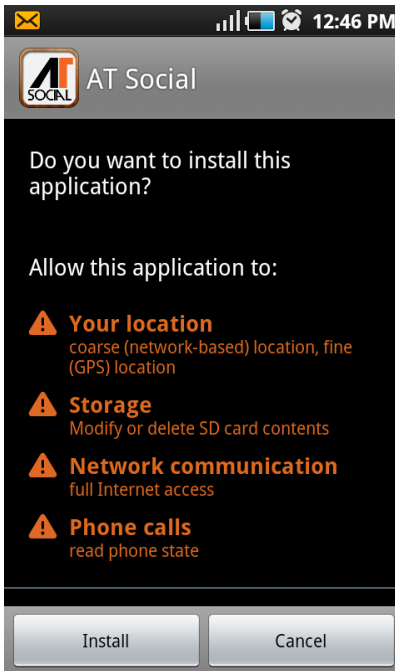 12:46 PM
AT
SOCIAL
AT Social
Do you want to install this
application?
Allow this application to:
Your location
coarse (network-based) location, fine
(GPS) location
Storage
Modify or delete SD card contents
Network communication
full Internet access
Phone calls
read phone state
Install
Cancel